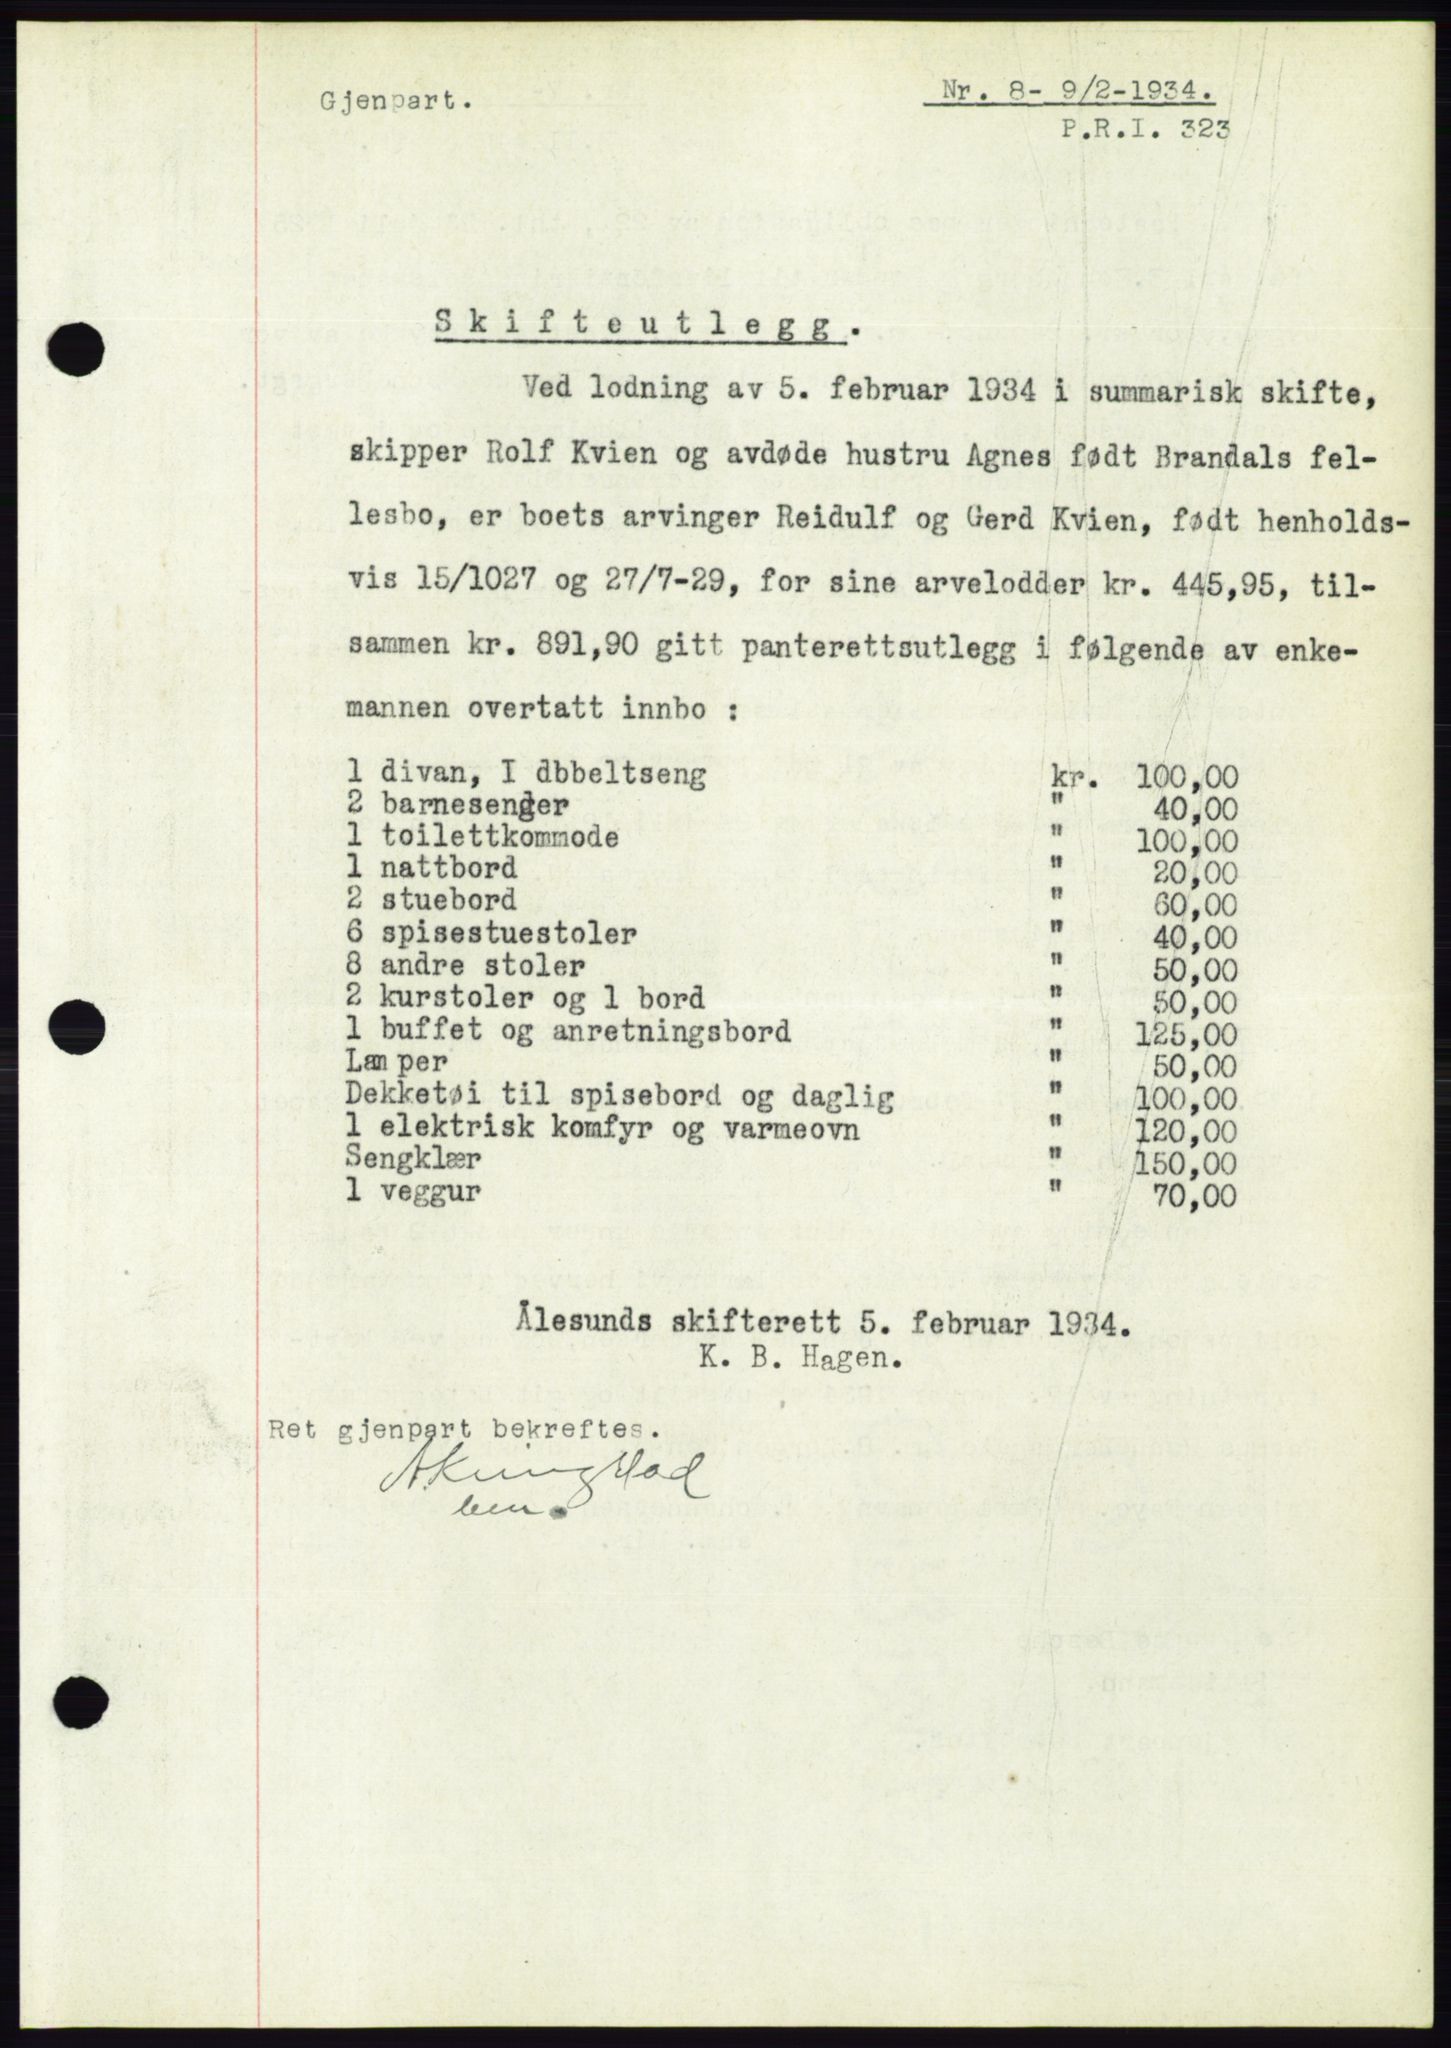 Gjenpart.
Nr. 8- 9/2-1934.
P.R.I. 323
Skifteutlegg.
Ved lodning av 5. februar 1934 i summarisk skifte,
skipper Rolf Kvien og avdøde hustru Agnes født Brandals fel-
lesbo, er boets arvinger Reidulf og Gerd Kvien, født henholds-
vis 15/1027 og 27/7-29, for sine arvelodder kr. 445,95, til-
sammen kr. 891,90 gitt panterettsutlegg i følgende av enke-
mannen overtatt innbo :
1 divan, I dbbeltseng kr. 100,00
2 barnesenger " 40,00
1 toilettkommode " 100,00
1 nattbord " 20,00
2 stuebord " 60,00
6 spisestuestoler " 40,00
8 andre stoler " 50,00
2 kurstoler og 1 bord " 50,00
1 buffet og anretningsbord " 125,00
Lamper " 50,00
Dekketøi til spisebord og daglig " 100,00
1 elektrisk komfyr og varmeovn " 120,00
Sengklær " 150,00
1 veggur " 70,00
Ålesunds skifterett 5. februar 1934.
K. B. Hagen.
Ret gjenpart bekreftes.